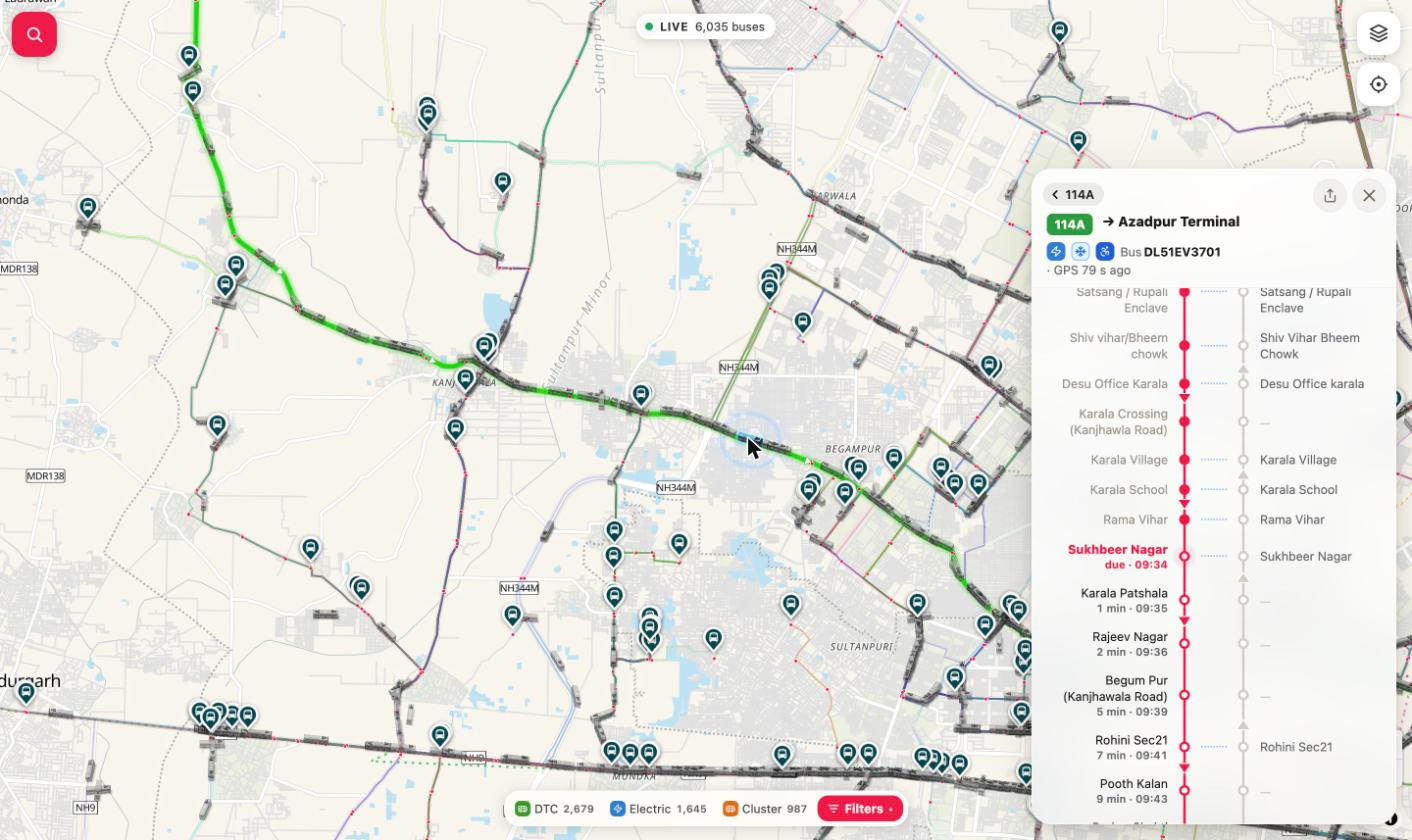 LIVE 6,035 buses
Sultanpur Minor
NH344M
MDR138
NH344M
BEGAMPUR
MDR138
NH344M
NH344M
SULTANPURI
NH9
DTC 2,679
Electric 1,645
Cluster 987
Filters
114A
114A → Azadpur Terminal
Bus DL51EV3701
· GPS 79 s ago
Satsang / Rupali
Enclave
Satsang / Rupali
Enclave
Shiv vihar/Bheem
chowk
Shiv Vihar Bheem
Chowk
Desu Office Karala
Desu Office karala
Karala Crossing
(Kanjhawla Road)
—
Karala Village
Karala Village
Karala School
Karala School
Rama Vihar
Rama Vihar
Sukhbeer Nagar
due · 09:34
Sukhbeer Nagar
Karala Patshala
1 min · 09:35
—
Rajeev Nagar
2 min · 09:36
—
Begum Pur
(Kanjhawala Road)
5 min · 09:39
—
Rohini Sec21
7 min · 09:41
Rohini Sec21
Pooth Kalan
9 min · 09:43
—